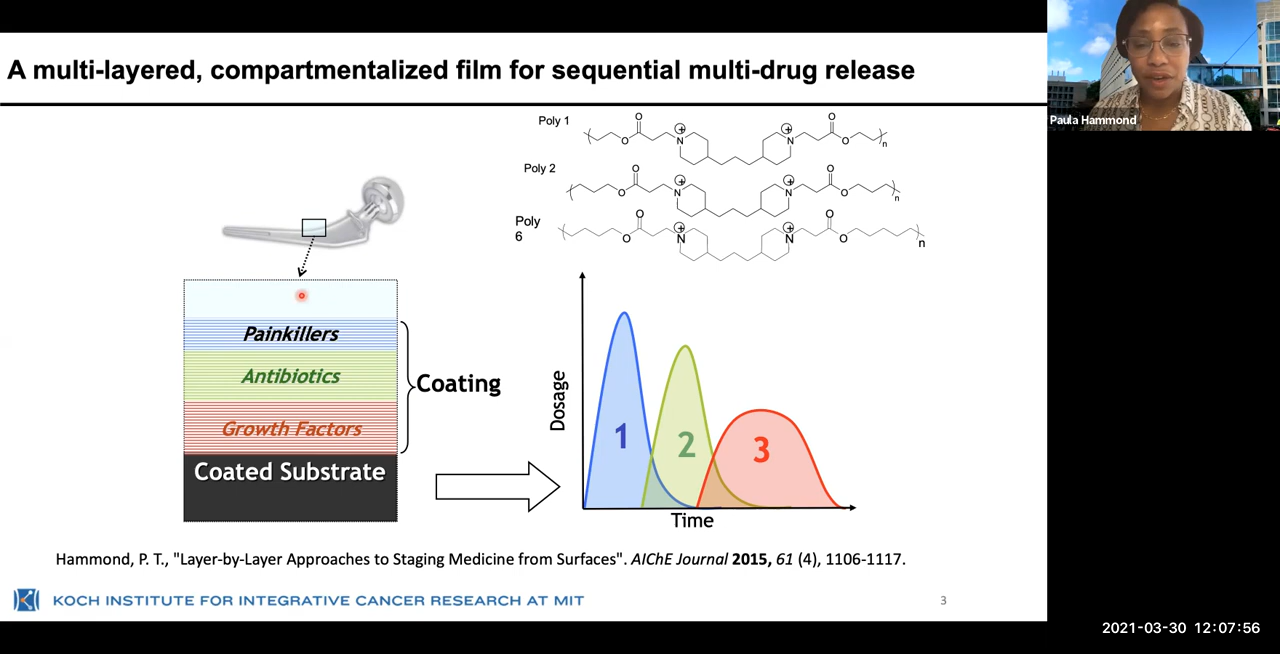 A multi-layered, compartmentalized film for sequential multi-drug release
Paula Hammond
Poly 1
O
O
N
N
O
O
n
Poly 2
O
O
N
N
O
O
n
Poly
6
O
O
N
N
O
O
n
Painkillers
Antibiotics
Growth Factors
Coating
Coated Substrate
Dosage
1
2
3
Time
Hammond, P. T., "Layer-by-Layer Approaches to Staging Medicine from Surfaces". AIChE Journal 2015, 61 (4), 1106-1117.
KOCH INSTITUTE FOR INTEGRATIVE CANCER RESEARCH AT MIT
3
2021-03-30 12:07:56